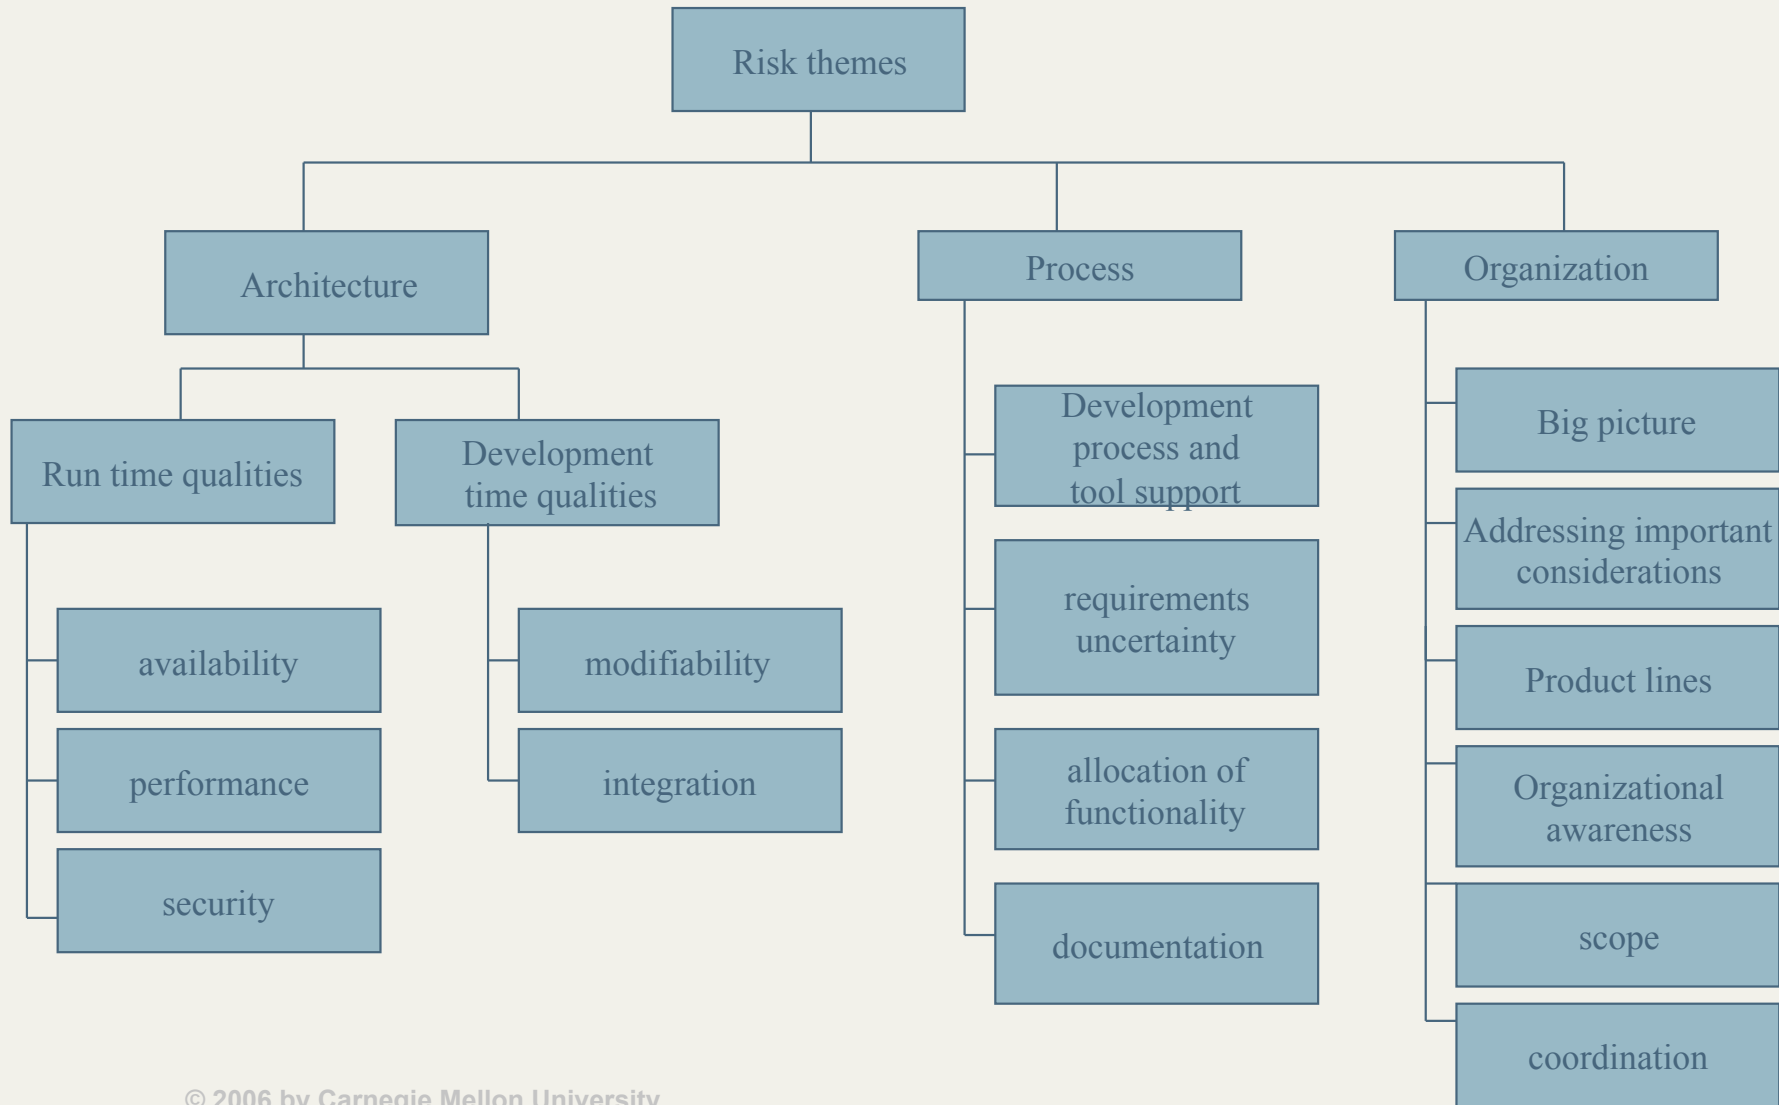 Risk themes
Architecture
Process
Organization
Run time qualities
Development
time qualities
availability
performance
security
modifiability
integration
Development
process and
tool support
requirements
uncertainty
allocation of
functionality
documentation
Big picture
Addressing important
considerations
Product lines
Organizational
awareness
scope
coordination
© 2006 by Carnegie Mellon University